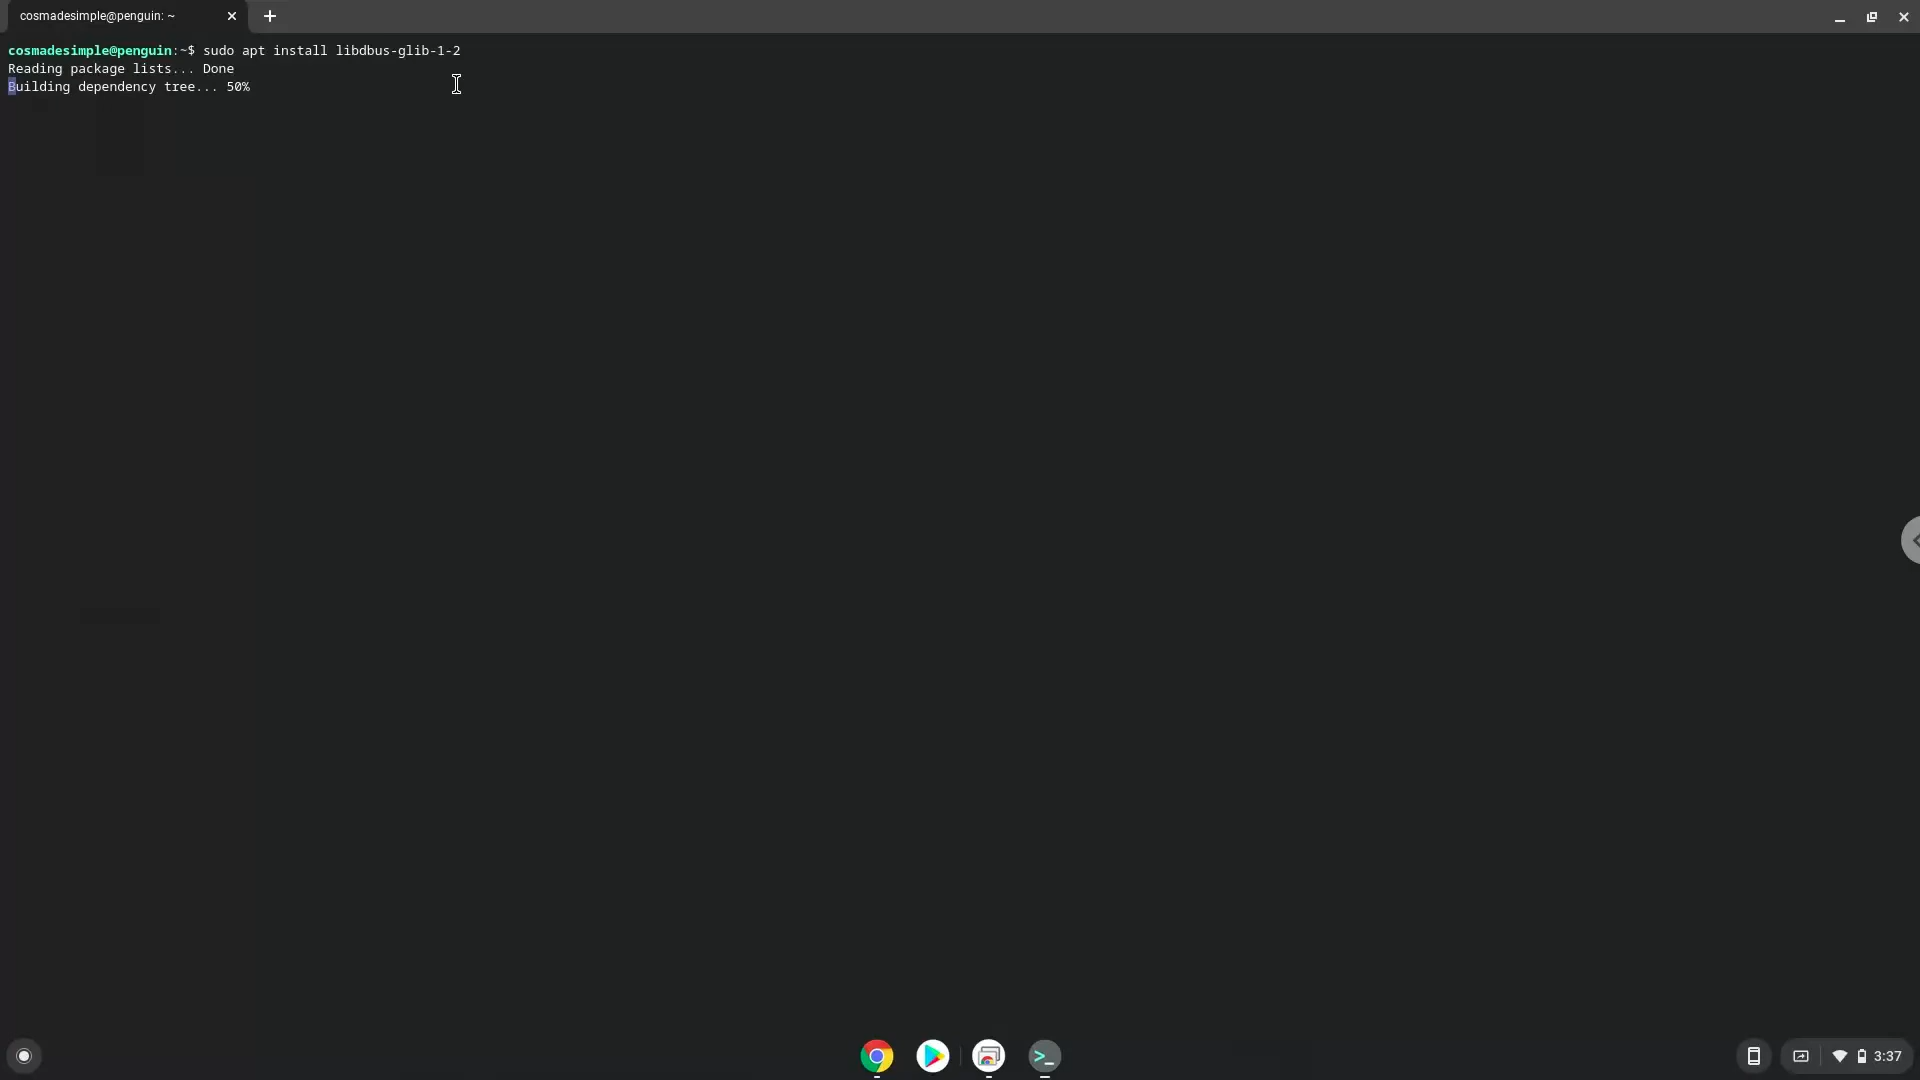 cosmadesimple@penguin: ~
cosmadesimple@penguin:~$ sudo apt install libdbus-glib-1-2
Reading package lists... Done
Building dependency tree... 50%
3:37